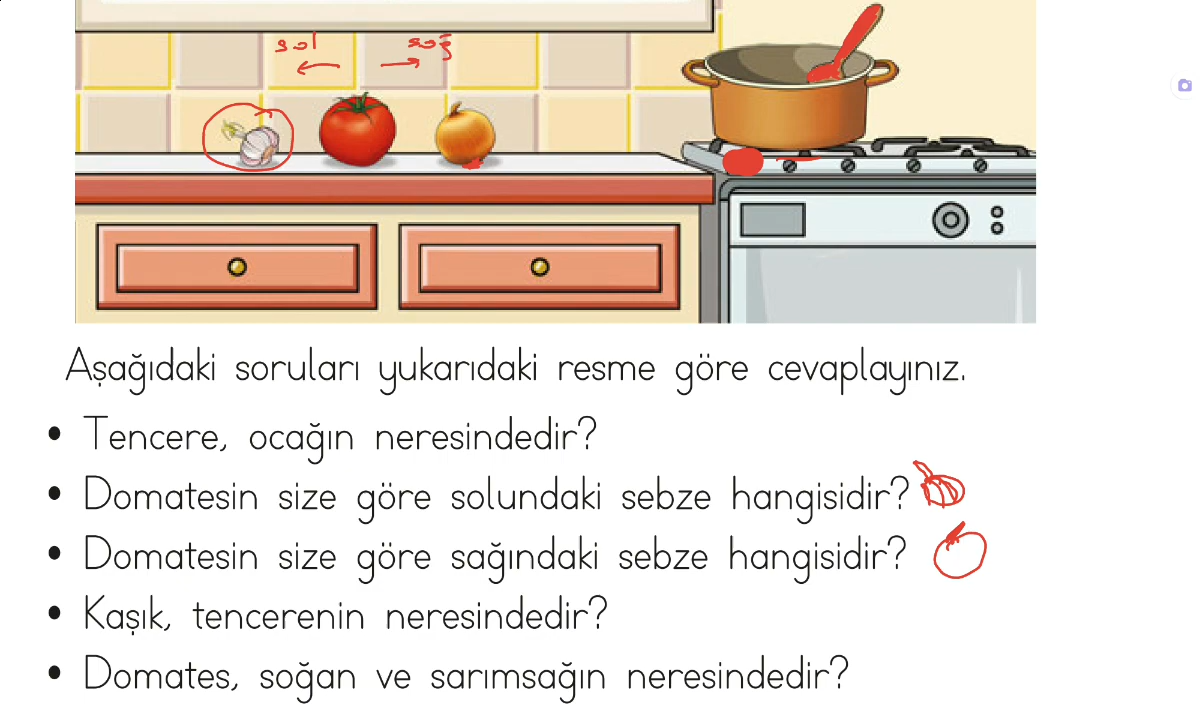 sol sağ
Aşağıdaki soruları yukarıdaki resme göre cevaplayınız.
• Tencere, ocağın neresindedir?
• Domatesin size göre solundaki sebze hangisidir?
• Domatesin size göre sağındaki sebze hangisidir?
• Kaşık, tencerenin neresindedir?
• Domates, soğan ve sarımsağın neresindedir?